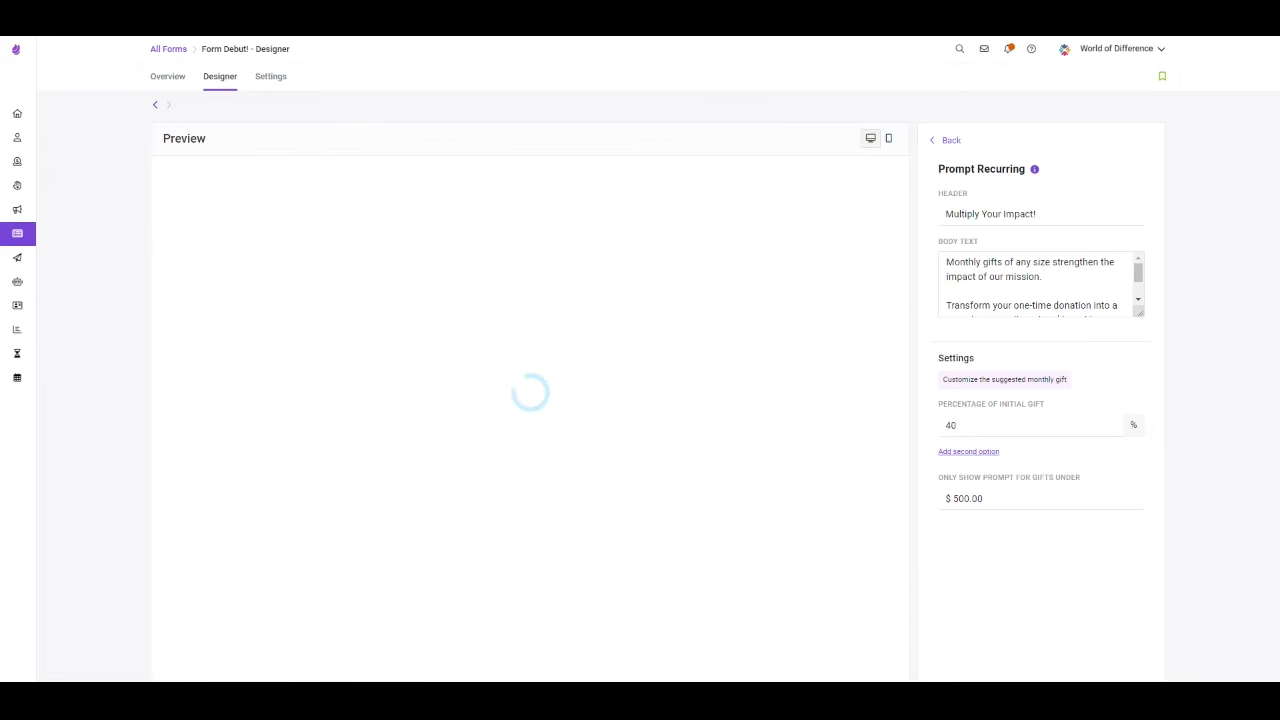 All Forms > Form Debut! - Designer
World of Difference
Overview Designer Settings
Preview
Back
Prompt Recurring
HEADER
Multiply Your Impact!
BODY TEXT
Monthly gifts of any size strengthen the
impact of our mission.
Transform your one-time donation into a
Settings
Customize the suggested monthly gift
PERCENTAGE OF INITIAL GIFT
40 %
Add second option
ONLY SHOW PROMPT FOR GIFTS UNDER
$ 500.00